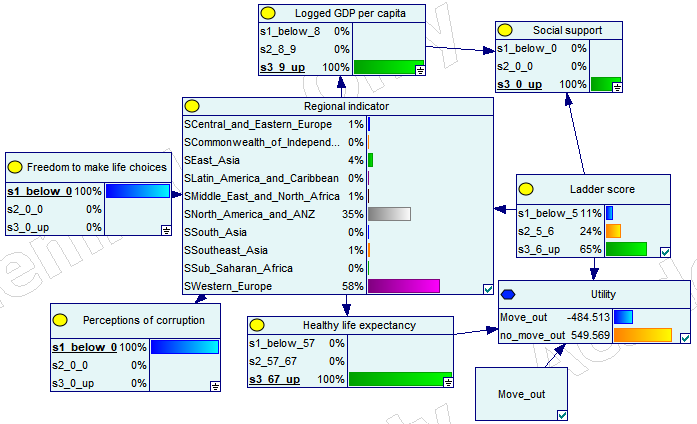 Logged GDP per capita
s1_below_8 0%
s2_8_9 0%
s3_9_up 100%
Social support
s1_below_0 0%
s2_0_0 0%
s3_0_up 100%
Regional indicator
SCentral_and_Eastern_Europe 1%
SCommonwealth_of_Independ... 0%
SEast_Asia 4%
SLatin_America_and_Caribbean 0%
SMiddle_East_and_North_Africa 1%
SNorth_America_and_ANZ 35%
SSouth_Asia 0%
SSoutheast_Asia 1%
SSub_Saharan_Africa 0%
SWestern_Europe 58%
Freedom to make life choices
s1_below_0 100%
s2_0_0 0%
s3_0_up 0%
Ladder score
s1_below_5 11%
s2_5_6 24%
s3_6_up 65%
Perceptions of corruption
s1_below_0 100%
s2_0_0 0%
s3_0_up 0%
Healthy life expectancy
s1_below_57 0%
s2_57_67 0%
s3_67_up 100%
Utility
Move_out -484.513
no_move_out 549.569
Move_out